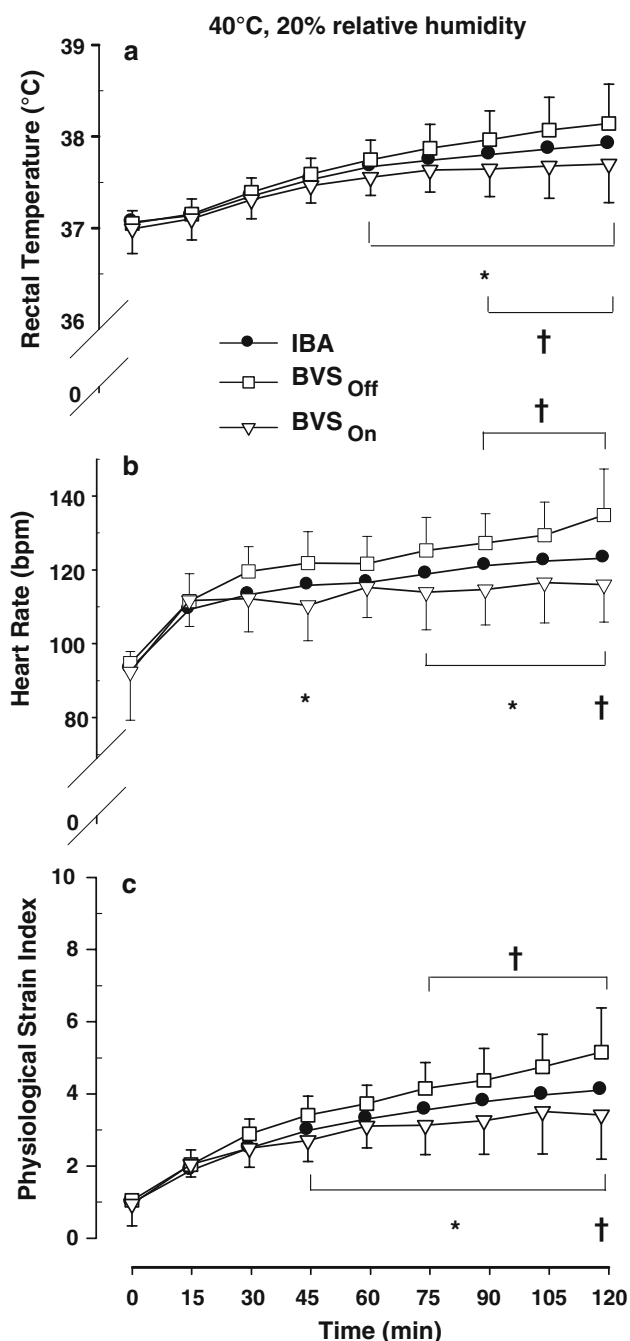 40°C, 20% relative humidity
a
Rectal Temperature (°C)
39
38
37
36
0
*
†
IBA
BVS Off
BVS On
†
b
Heart Rate (bpm)
140
120
100
80
0
*
*
†
c
Physiological Strain Index
10
8
6
4
2
0
†
*
†
0 15 30 45 60 75 90 105 120
Time (min)